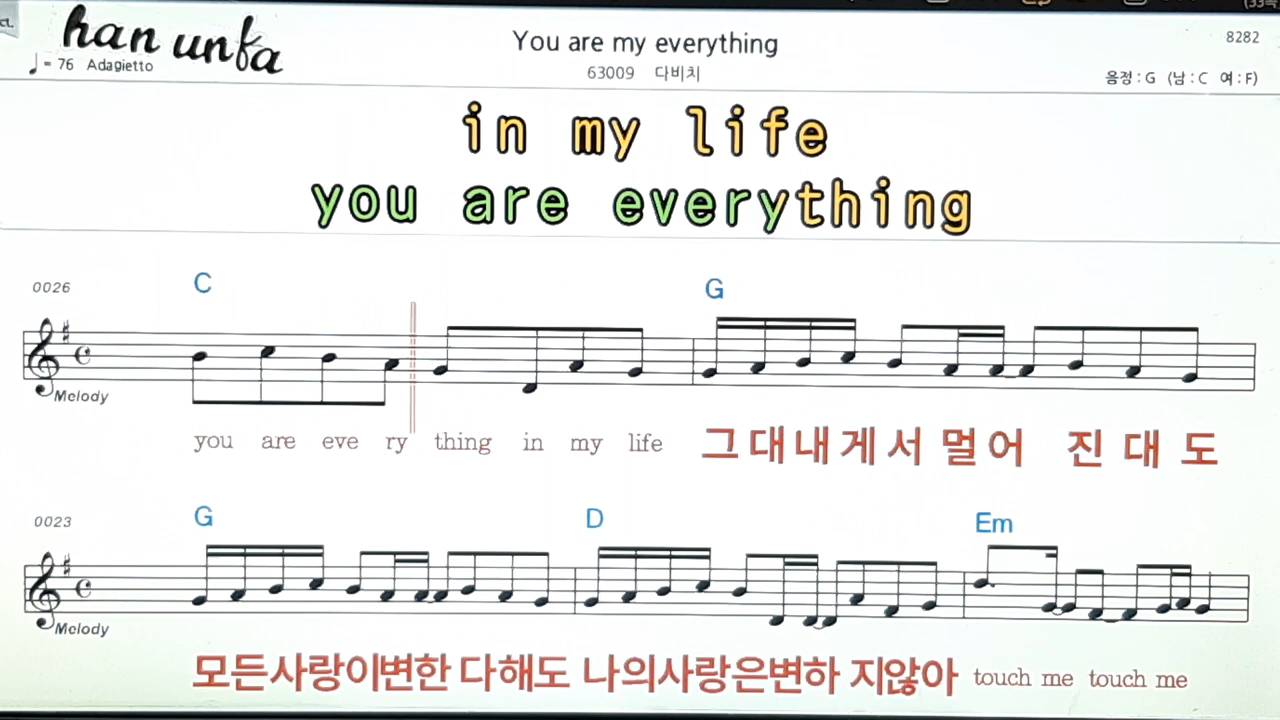 han unfa
♩= 76 Adagietto
You are my everything
63009 다비치
8282
음정 : G (남 : C 여 : F)
in my life
you are everything
0026
C G
Melody
you are eve ry thing in my life 그 대 내 게 서 멀 어 진 대 도
0023
G D Em
Melody
모든사랑이변한 다해도 나의사랑은변하 지않아 touch me touch me